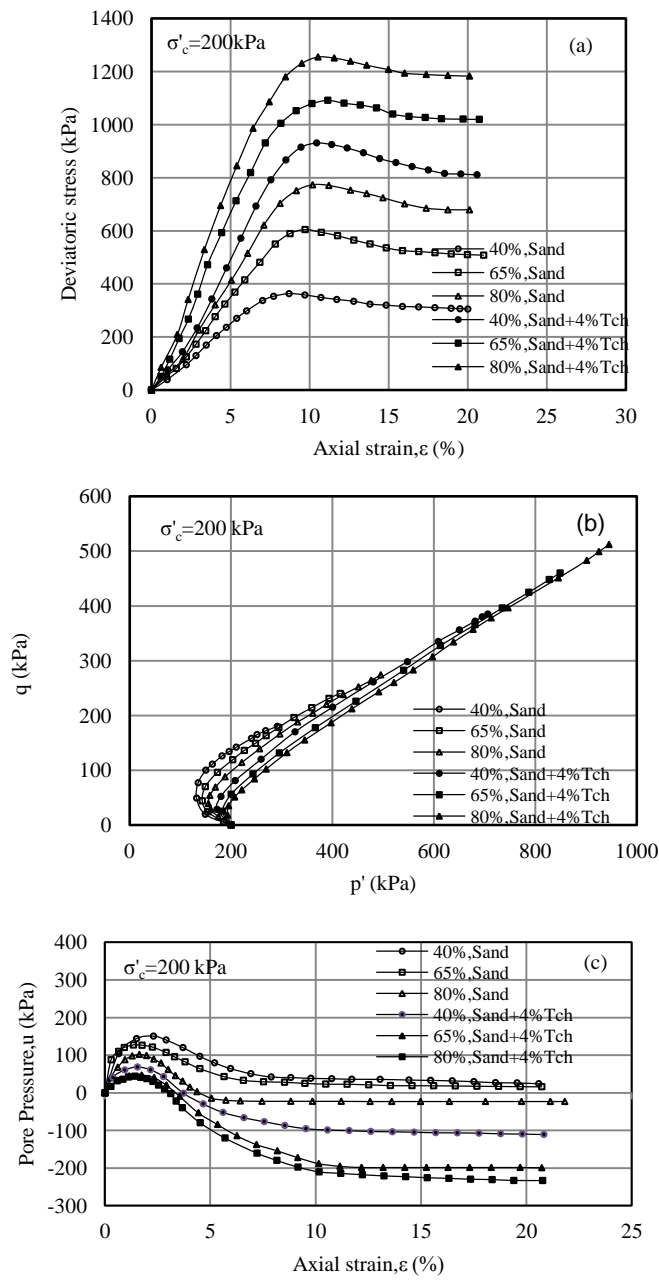 σ'c=200kPa
(a)
1400
1200
1000
800
600
400
200
0
Deviatoric stress (kPa)
40%,Sand
65%,Sand
80%,Sand
40%,Sand+4%Tch
65%,Sand+4%Tch
80%,Sand+4%Tch
0 5 10 15 20 25 30
Axial strain,ε (%)
σ'c=200 kPa
(b)
600
500
400
300
200
100
0
q (kPa)
40%,Sand
65%,Sand
80%,Sand
40%,Sand+4%Tch
65%,Sand+4%Tch
80%,Sand+4%Tch
0 200 400 600 800 1000
p' (kPa)
σ'c=200 kPa
(c)
400
300
200
100
0
-100
-200
-300
Pore Pressure,u (kPa)
40%,Sand
65%,Sand
80%,Sand
40%,Sand+4%Tch
65%,Sand+4%Tch
80%,Sand+4%Tch
0 5 10 15 20 25
Axial strain,ε (%)